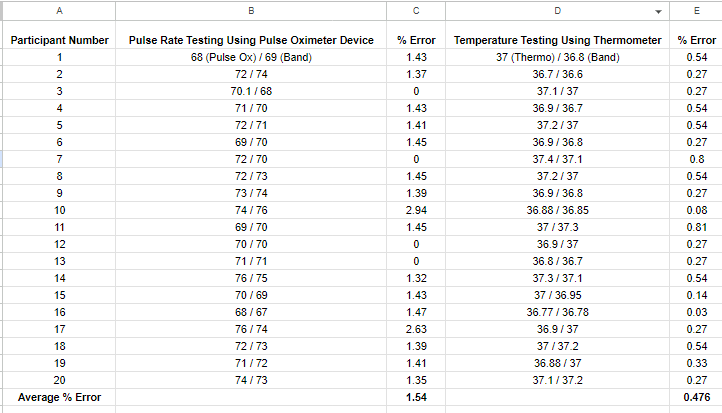 A B C D E
Participant Number Pulse Rate Testing Using Pulse Oximeter Device % Error Temperature Testing Using Thermometer % Error
1 68 (Pulse Ox) / 69 (Band) 1.43 37 (Thermo) / 36.8 (Band) 0.54
2 72 / 74 1.37 36.7 / 36.6 0.27
3 70.1 / 68 0 37.1 / 37 0.27
4 71 / 70 1.43 36.9 / 36.7 0.54
5 72 / 71 1.41 37.2 / 37 0.54
6 69 / 70 1.45 36.9 / 36.8 0.27
7 72 / 70 0 37.4 / 37.1 0.8
8 72 / 73 1.45 37.2 / 37 0.54
9 73 / 74 1.39 36.9 / 36.8 0.27
10 74 / 76 2.94 36.88 / 36.85 0.08
11 69 / 70 1.45 37 / 37.3 0.81
12 70 / 70 0 36.9 / 37 0.27
13 71 / 71 0 36.8 / 36.7 0.27
14 76 / 75 1.32 37.3 / 37.1 0.54
15 70 / 69 1.43 37 / 36.95 0.14
16 68 / 67 1.47 36.77 / 36.78 0.03
17 76 / 74 2.63 36.9 / 37 0.27
18 72 / 73 1.39 37 / 37.2 0.54
19 71 / 72 1.41 36.88 / 37 0.33
20 74 / 73 1.35 37.1 / 37.2 0.27
Average % Error 1.54 0.476